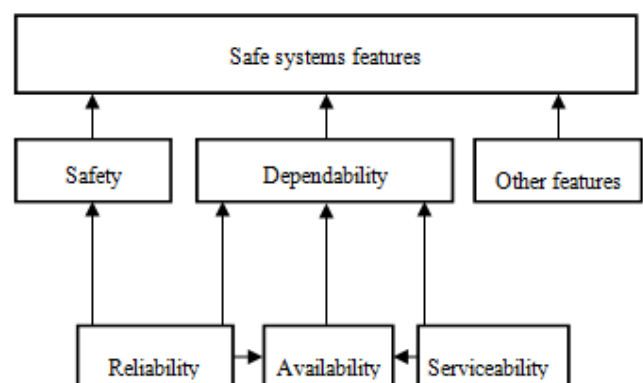 Safe systems features
Safety
Dependability
Other features
Reliability
Availability
Serviceability